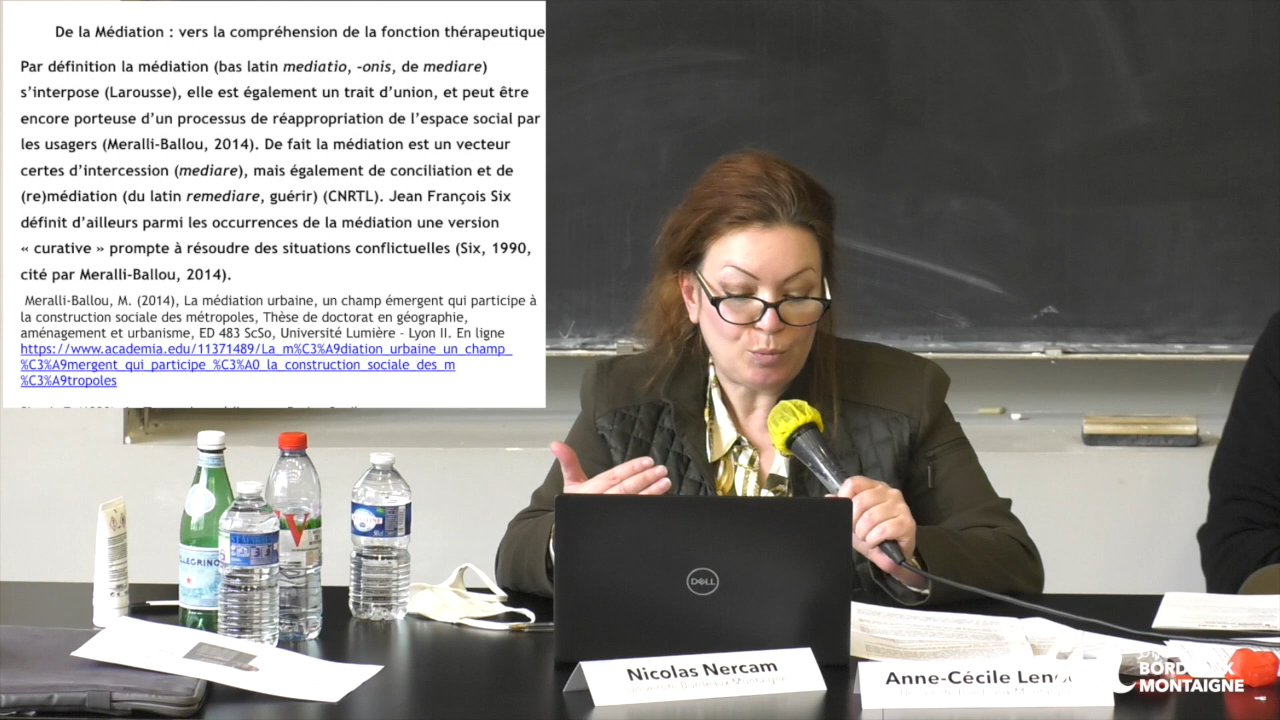 De la Médiation : vers la compréhension de la fonction thérapeutique
Par définition la médiation (bas latin mediatio, -onis, de mediare)
s’interpose (Larousse), elle est également un trait d’union, et peut être
encore porteuse d’un processus de réappropriation de l’espace social par
les usagers (Meralli-Ballou, 2014). De fait la médiation est un vecteur
certes d’intercession (mediare), mais également de conciliation et de
(re)médiation (du latin remediare, guérir) (CNRTL). Jean François Six
définit d’ailleurs parmi les occurrences de la médiation une version
« curative » prompte à résoudre des situations conflictuelles (Six, 1990,
cité par Meralli-Ballou, 2014).
Meralli-Ballou, M. (2014), La médiation urbaine, un champ émergent qui participe à
la construction sociale des métropoles, Thèse de doctorat en géographie,
aménagement et urbanisme, ED 483 ScSo, Université Lumière - Lyon II. En ligne
https://www.academia.edu/11371489/La_m%C3%A9diation_urbaine_un_champ_
%C3%A9mergent_qui_participe_%C3%A0_la_construction_sociale_des_m
%C3%A9tropoles
PELLEGRINO
DELL
Nicolas Nercam
Université Bordeaux Montaigne
Anne-Cécile
BORDEAUX
MONTAIGNE